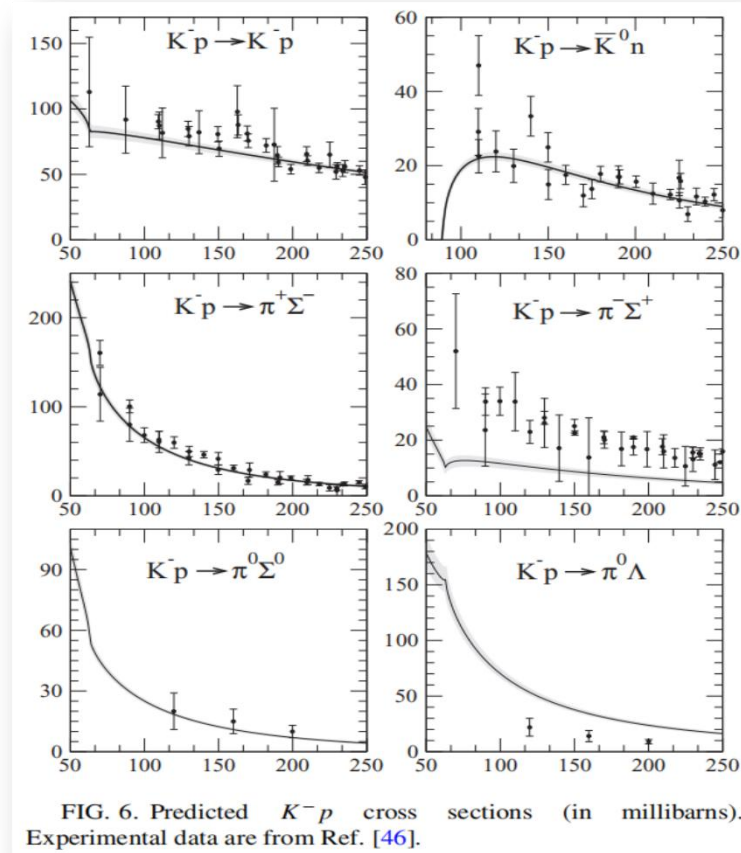 K⁻p → K⁻p
150
100
50
0
50 100 150 200 250
K⁻p → K̄⁰n
60
40
20
0
100 150 200 250
K⁻p → π⁺Σ⁻
200
100
0
50 100 150 200 250
K⁻p → π⁻Σ⁺
80
60
40
20
0
50 100 150 200 250
K⁻p → π⁰Σ⁰
90
60
30
0
50 100 150 200 250
K⁻p → π⁰Λ
200
150
100
50
0
50 100 150 200 250
FIG. 6. Predicted K⁻p cross sections (in millibarns).
Experimental data are from Ref. [46].